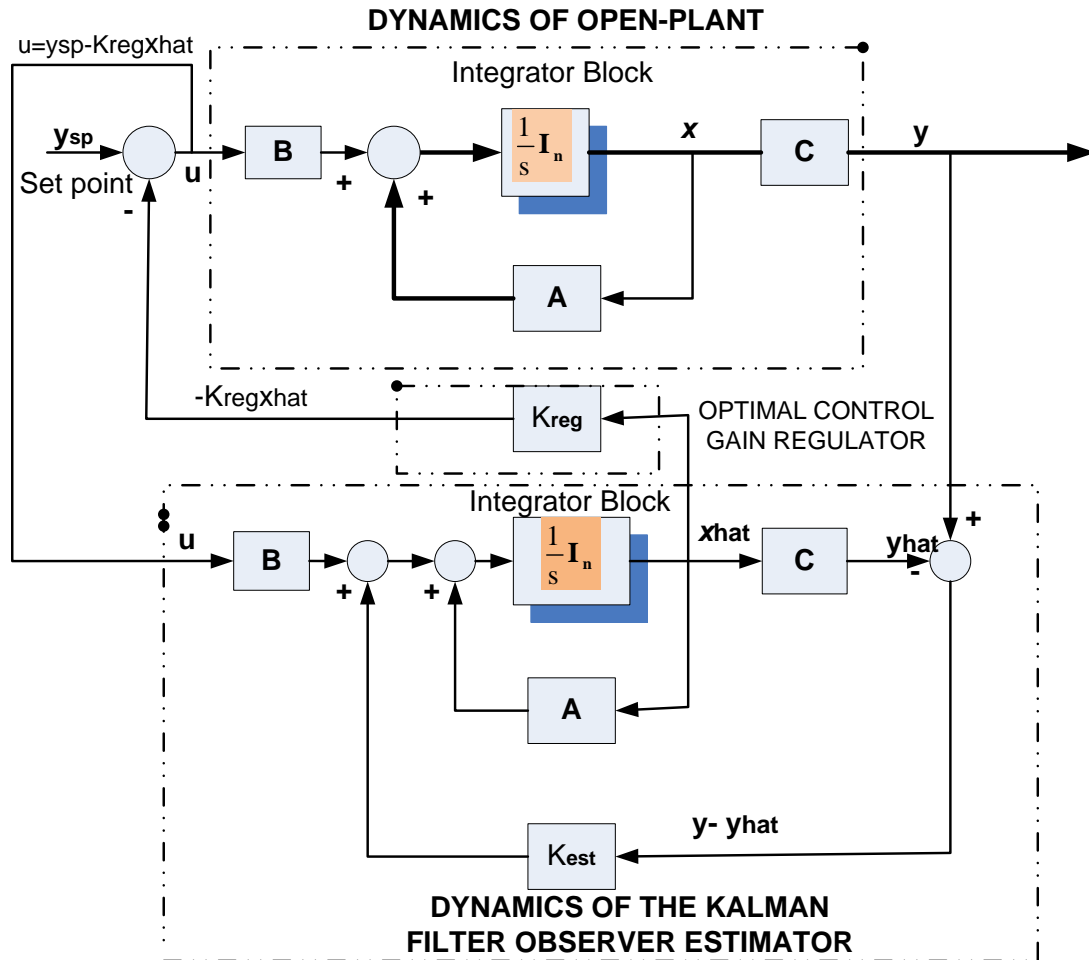 DYNAMICS OF OPEN-PLANT
u=ysp-Kregxhat
Integrator Block
ysp
Set point
-
u
B
+
+
1
s
In
x
C
y
A
-Kregxhat
Kreg
OPTIMAL CONTROL
GAIN REGULATOR
Integrator Block
u
B
+
+
1
s
In
xhat
C
yhat
+
-
A
y- yhat
Kest
DYNAMICS OF THE KALMAN
FILTER OBSERVER ESTIMATOR